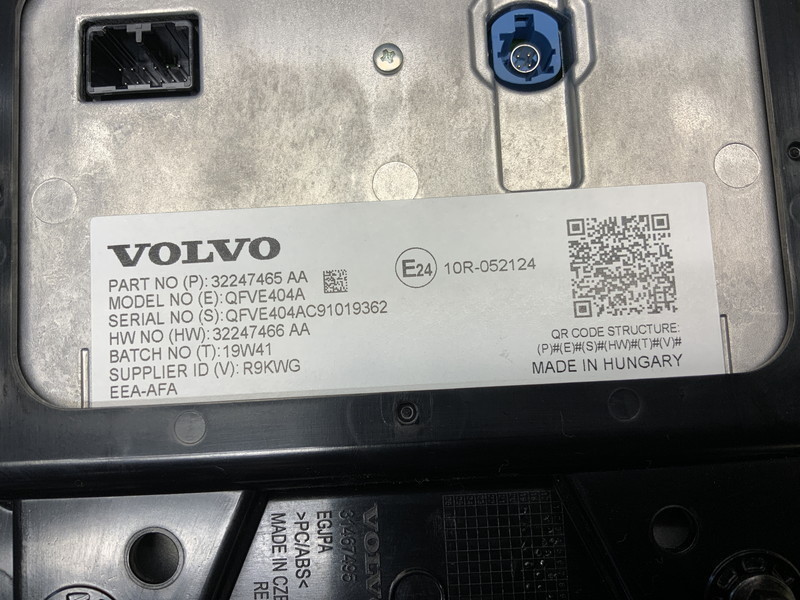 VOLVO
PART NO (P): 32247465 AA
MODEL NO (E): QFVE404A
SERIAL NO (S): QFVE404AC91019362
HW NO (HW): 32247466 AA
BATCH NO (T): 19W41
SUPPLIER ID (V): R9KWG
EEA-AFA
E24 10R-052124
QR CODE STRUCTURE:
(P)#(E)#(S)#(HW)#(T)#(V)#
MADE IN HUNGARY
VOLVO
EGJPA
>PC/ABS<
MADE IN CZE
RE